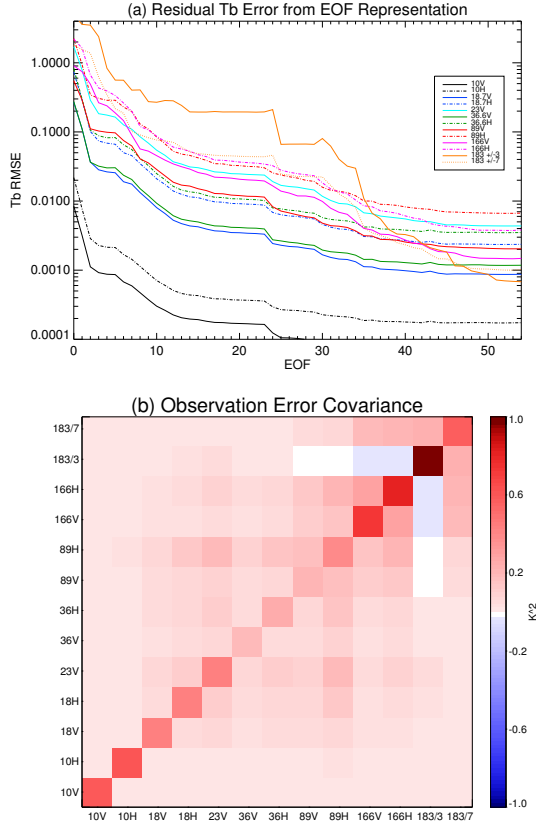 (a) Residual Tb Error from EOF Representation
1.0000
0.1000
0.0100
0.0010
0.0001
Tb RMSE
0 10 20 30 40 50
EOF
10V
10H
18.7V
18.7H
23V
36.6V
36.6H
89V
89H
166V
166H
183 +/-3
183 +/-7
(b) Observation Error Covariance
183/7
183/3
166H
166V
89H
89V
36H
36V
23V
18H
18V
10H
10V
10V 10H 18V 18H 23V 36V 36H 89V 89H 166V 166H 183/3 183/7
1.0
0.6
0.2
-0.2
-0.6
-1.0
K^2